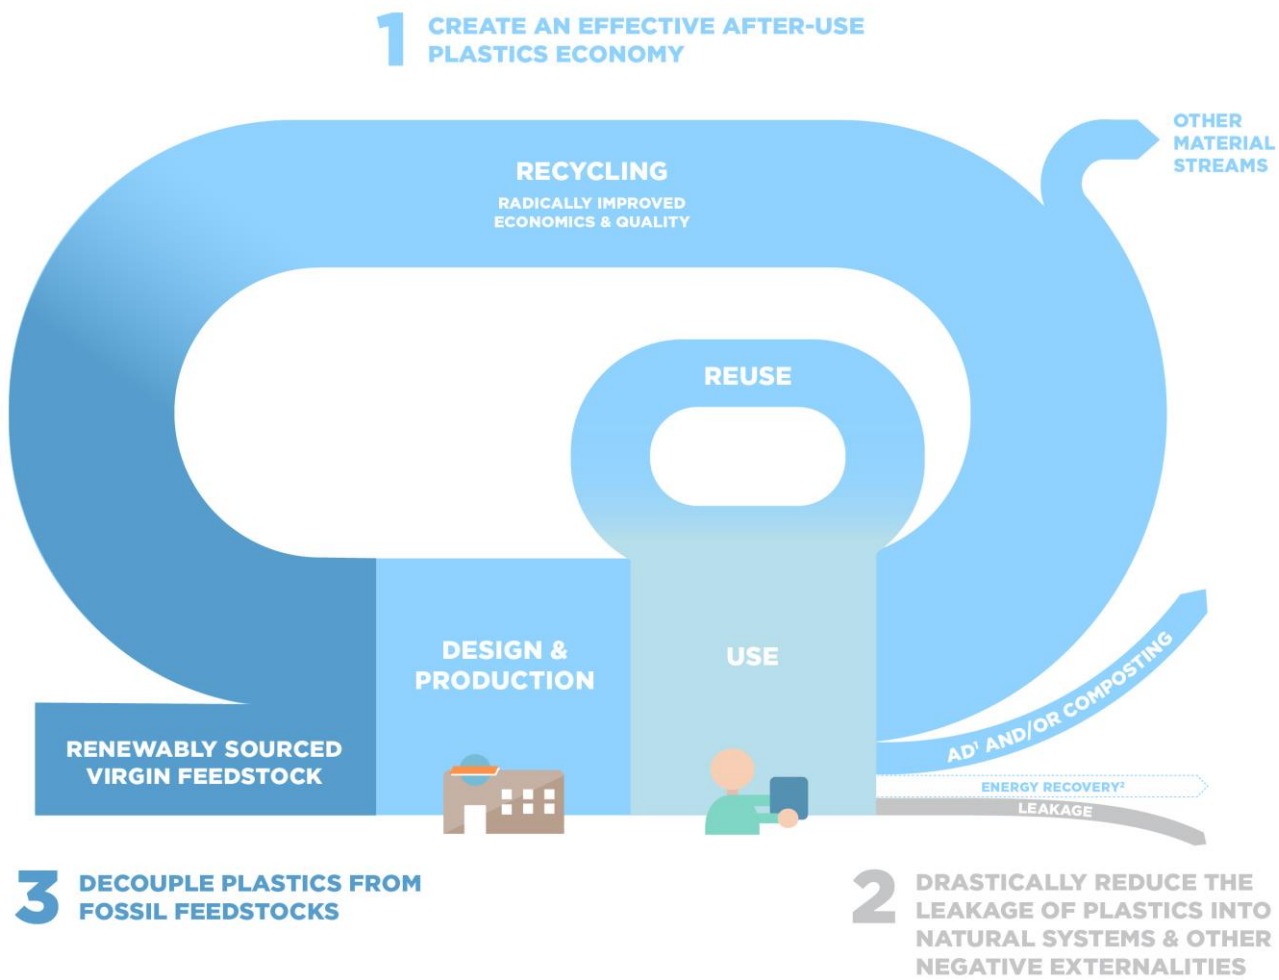 1
CREATE AN EFFECTIVE AFTER-USE
PLASTICS ECONOMY
OTHER
MATERIAL
STREAMS
RECYCLING
RADICALLY IMPROVED
ECONOMICS & QUALITY
REUSE
DESIGN &
PRODUCTION
USE
RENEWABLY SOURCED
VIRGIN FEEDSTOCK
AD¹ AND/OR COMPOSTING
ENERGY RECOVERY²
LEAKAGE
3
DECOUPLE PLASTICS FROM
FOSSIL FEEDSTOCKS
2
DRASTICALLY REDUCE THE
LEAKAGE OF PLASTICS INTO
NATURAL SYSTEMS & OTHER
NEGATIVE EXTERNALITIES